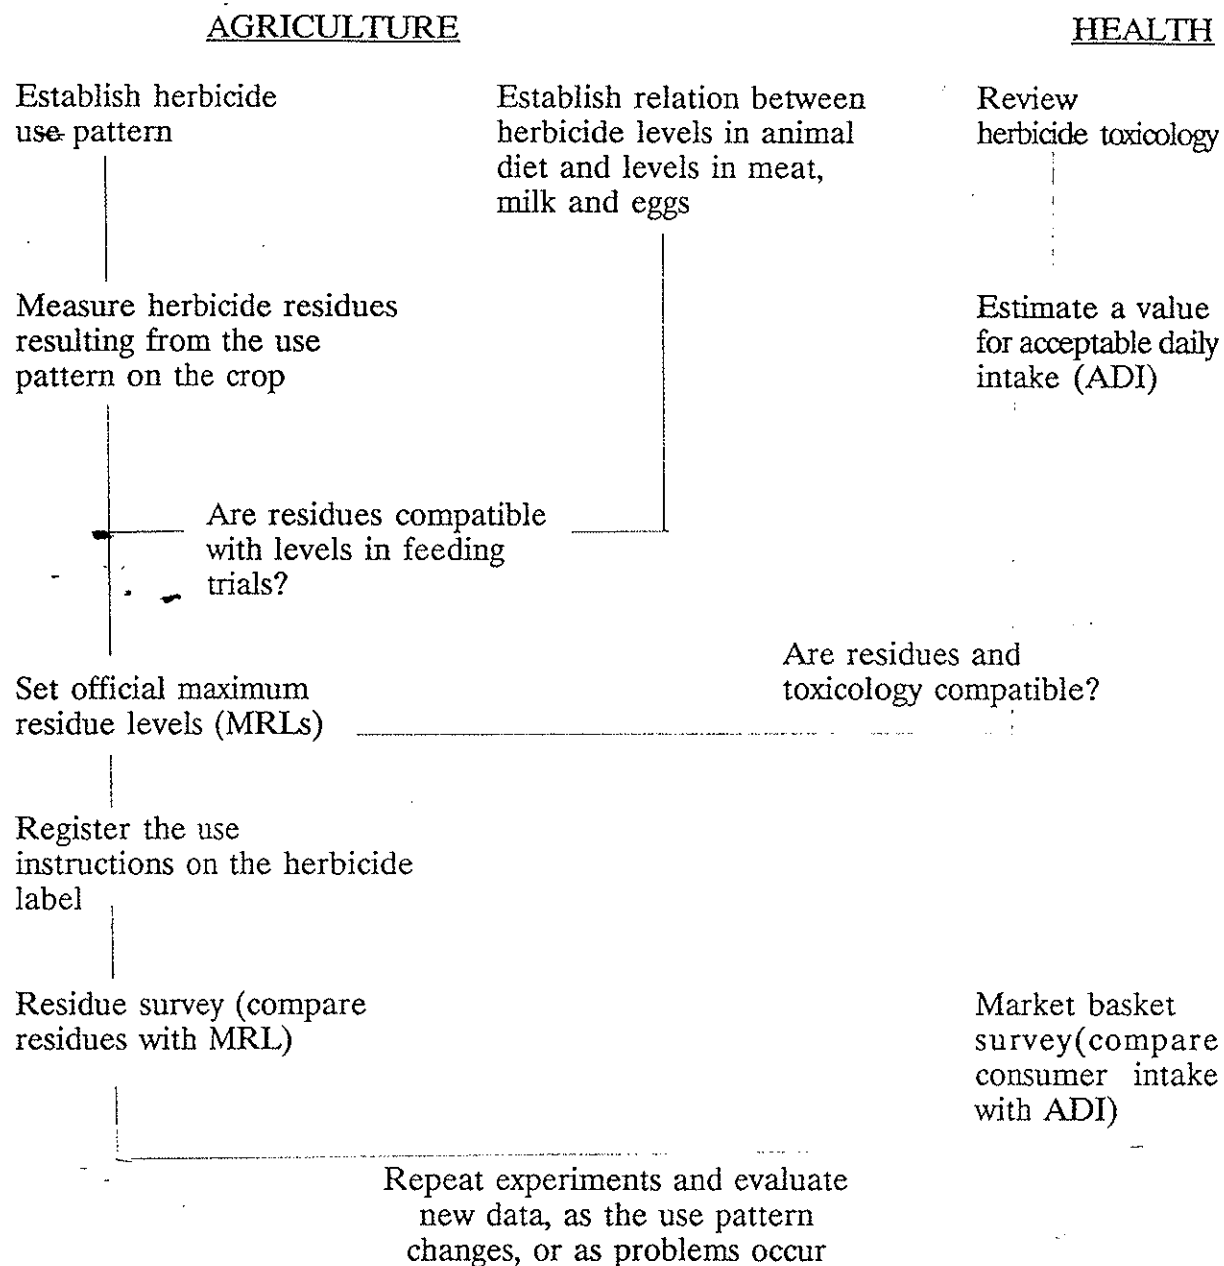 AGRICULTURE
HEALTH
Establish herbicide
use pattern
Establish relation between
herbicide levels in animal
diet and levels in meat,
milk and eggs
Review
herbicide toxicology
Measure herbicide residues
resulting from the use
pattern on the crop
Estimate a value
for acceptable daily
intake (ADI)
Are residues compatible
with levels in feeding
trials?
Are residues and
toxicology compatible?
Set official maximum
residue levels (MRLs)
Register the use
instructions on the herbicide
label
Residue survey (compare
residues with MRL)
Market basket
survey(compare
consumer intake
with ADI)
Repeat experiments and evaluate
new data, as the use pattern
changes, or as problems occur